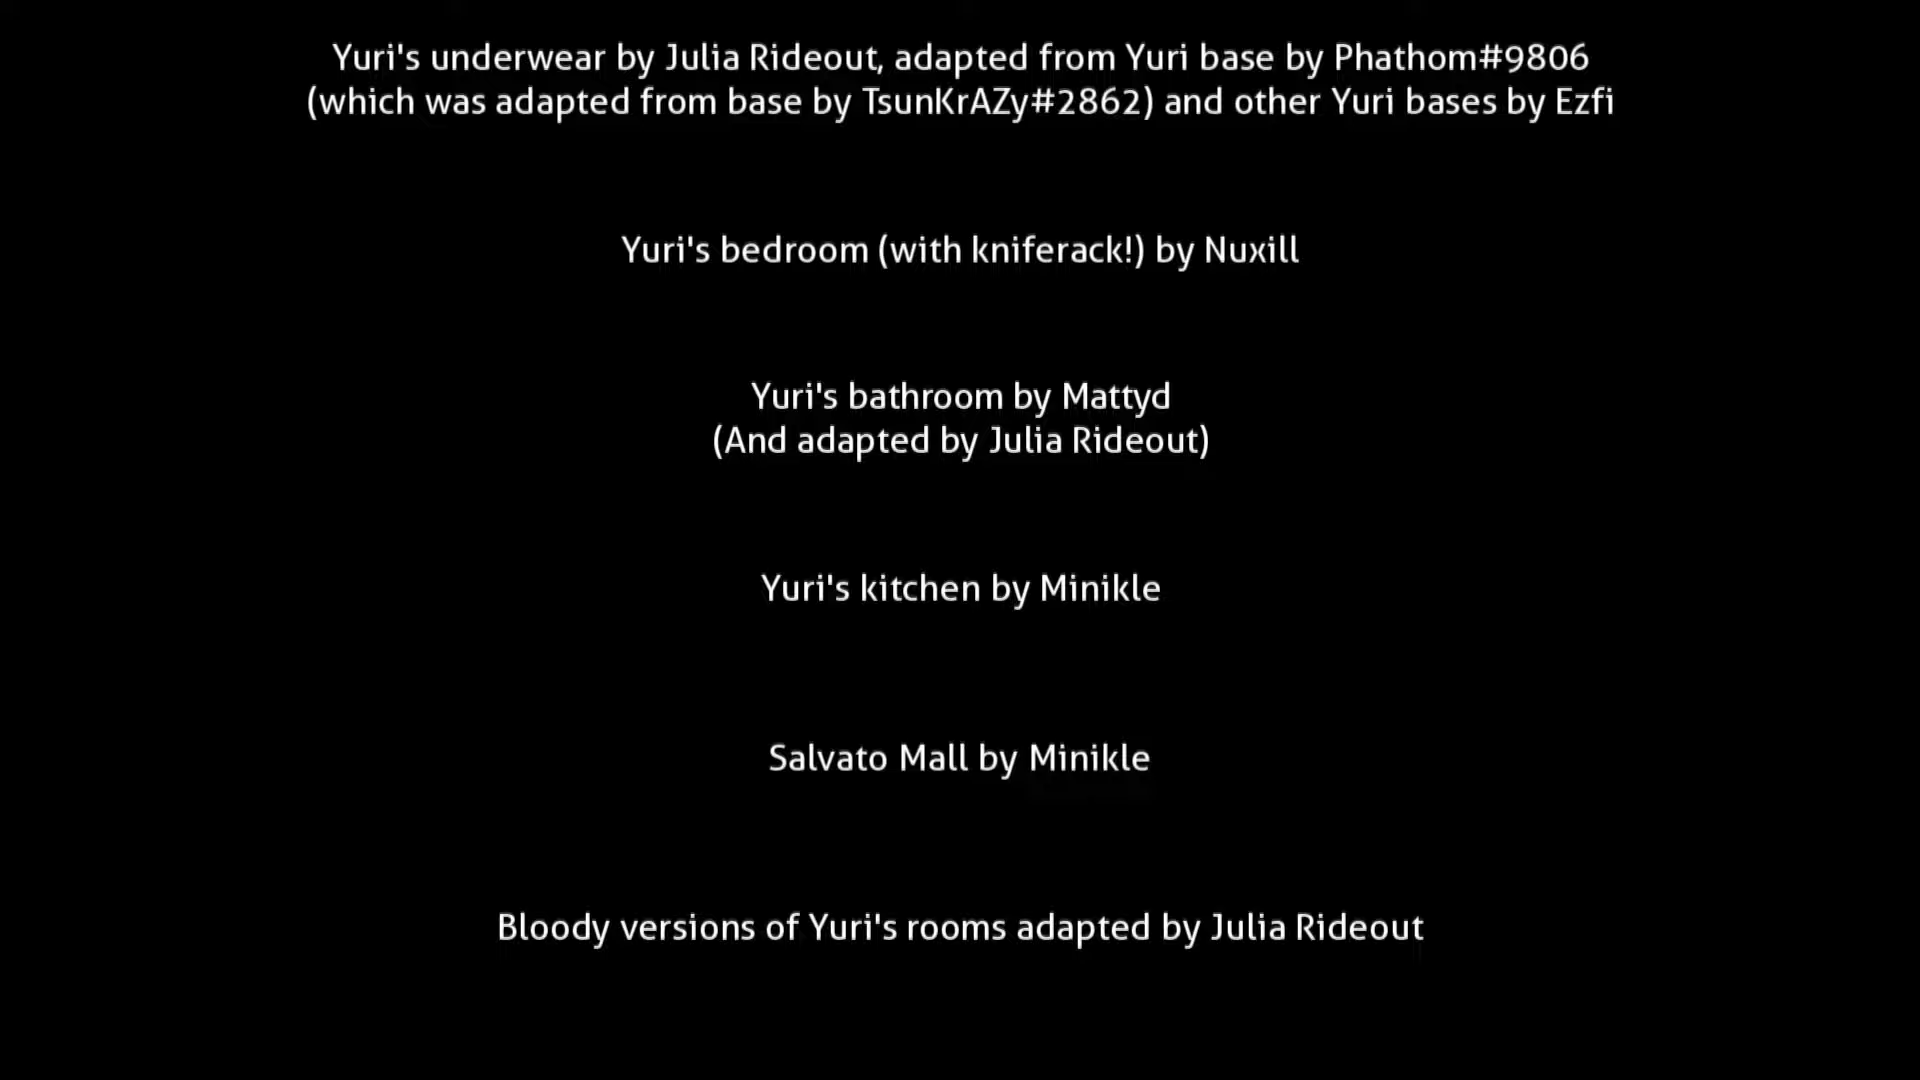 Yuri's underwear by Julia Rideout, adapted from Yuri base by Phathom#9806
(which was adapted from base by TsunKrAZy#2862) and other Yuri bases by Ezfi
Yuri's bedroom (with kniferack!) by Nuxill
Yuri's bathroom by Mattyd
(And adapted by Julia Rideout)
Yuri's kitchen by Minikle
Salvato Mall by Minikle
Bloody versions of Yuri's rooms adapted by Julia Rideout